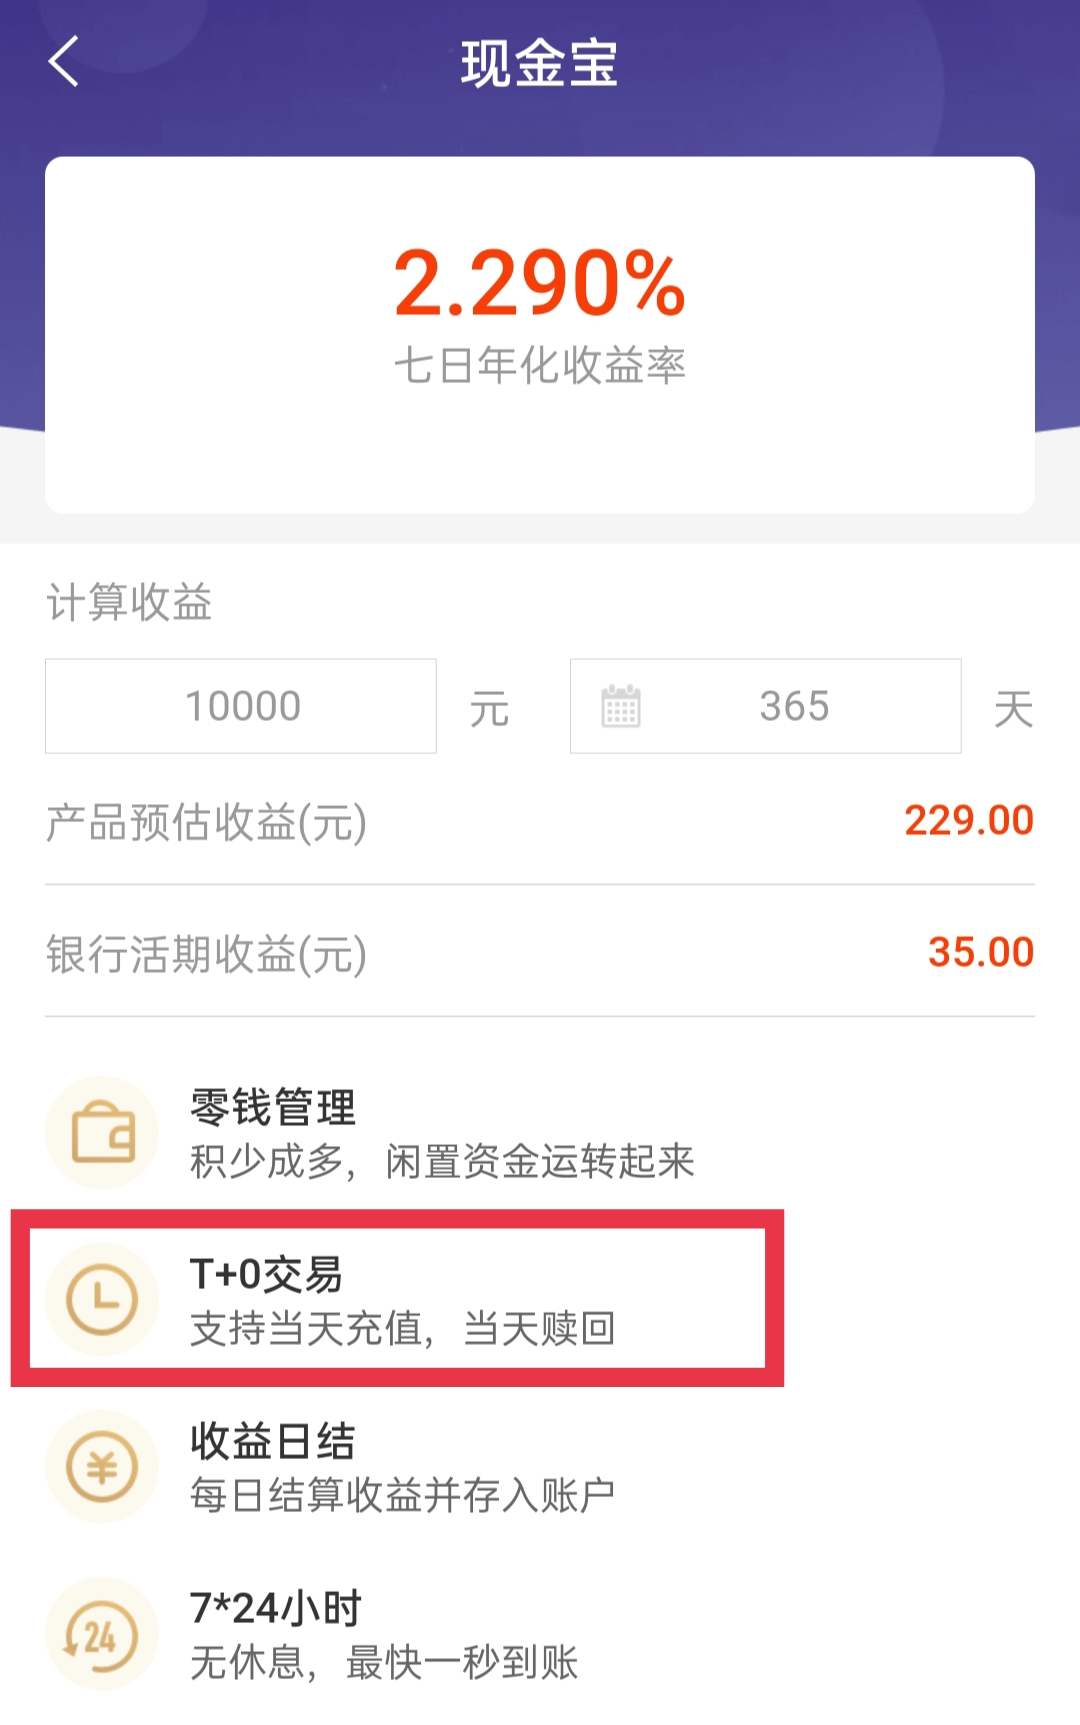 现金宝
2.290%
七日年化收益率
计算收益
10000 元 365 天
产品预估收益(元) 229.00
银行活期收益(元) 35.00
零钱管理
积少成多，闲置资金运转起来
T+0交易
支持当天充值，当天赎回
收益日结
每日结算收益并存入账户
24
7*24小时
无休息，最快一秒到账